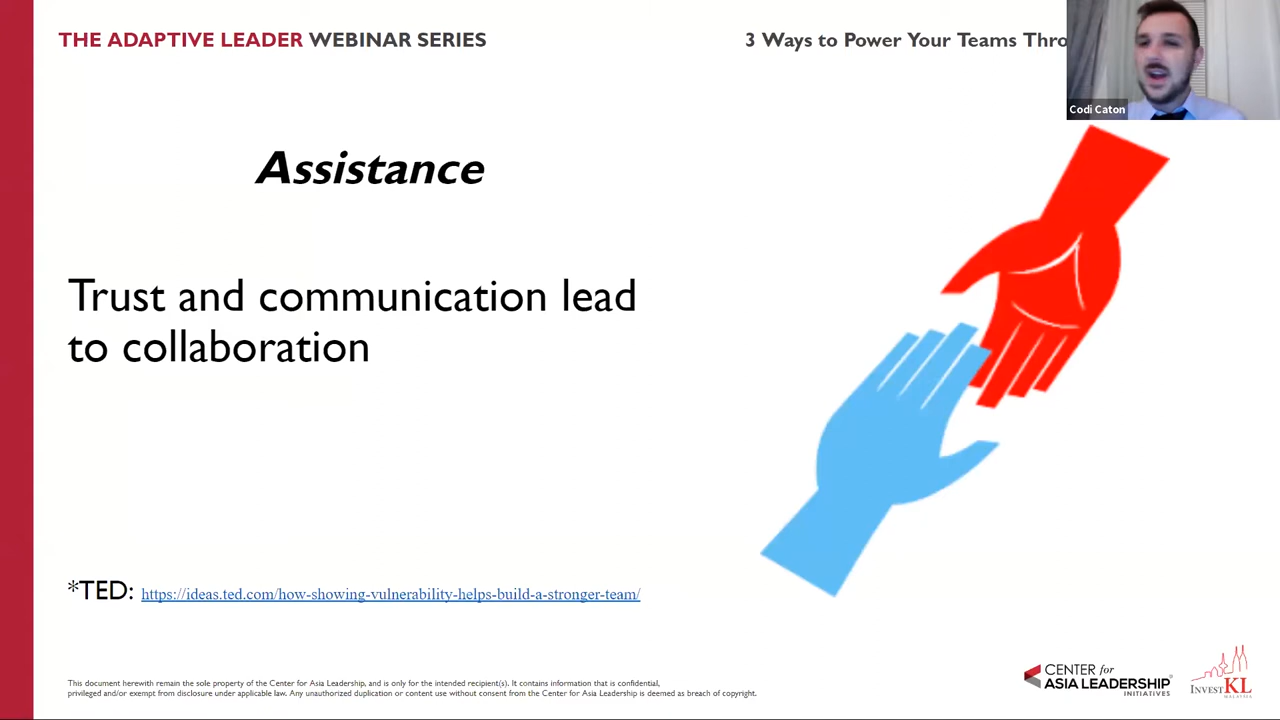 THE ADAPTIVE LEADER WEBINAR SERIES
3 Ways to Power Your Teams
Codi Caton
Assistance
Trust and communication lead
to collaboration
*TED: https://ideas.ted.com/how-showing-vulnerability-helps-build-a-stronger-team/
This document herewith remain the sole property of the Center for Asia Leadership, and is only for the intended recipient(s). It contains information that is confidential,
privileged and/or exempt from disclosure under applicable law. Any unauthorized duplication or content use without consent from the Center for Asia Leadership is deemed as breach of copyright.
CENTER for
ASIA LEADERSHIP
INITIATIVES
INVESTKL
MALAYSIA